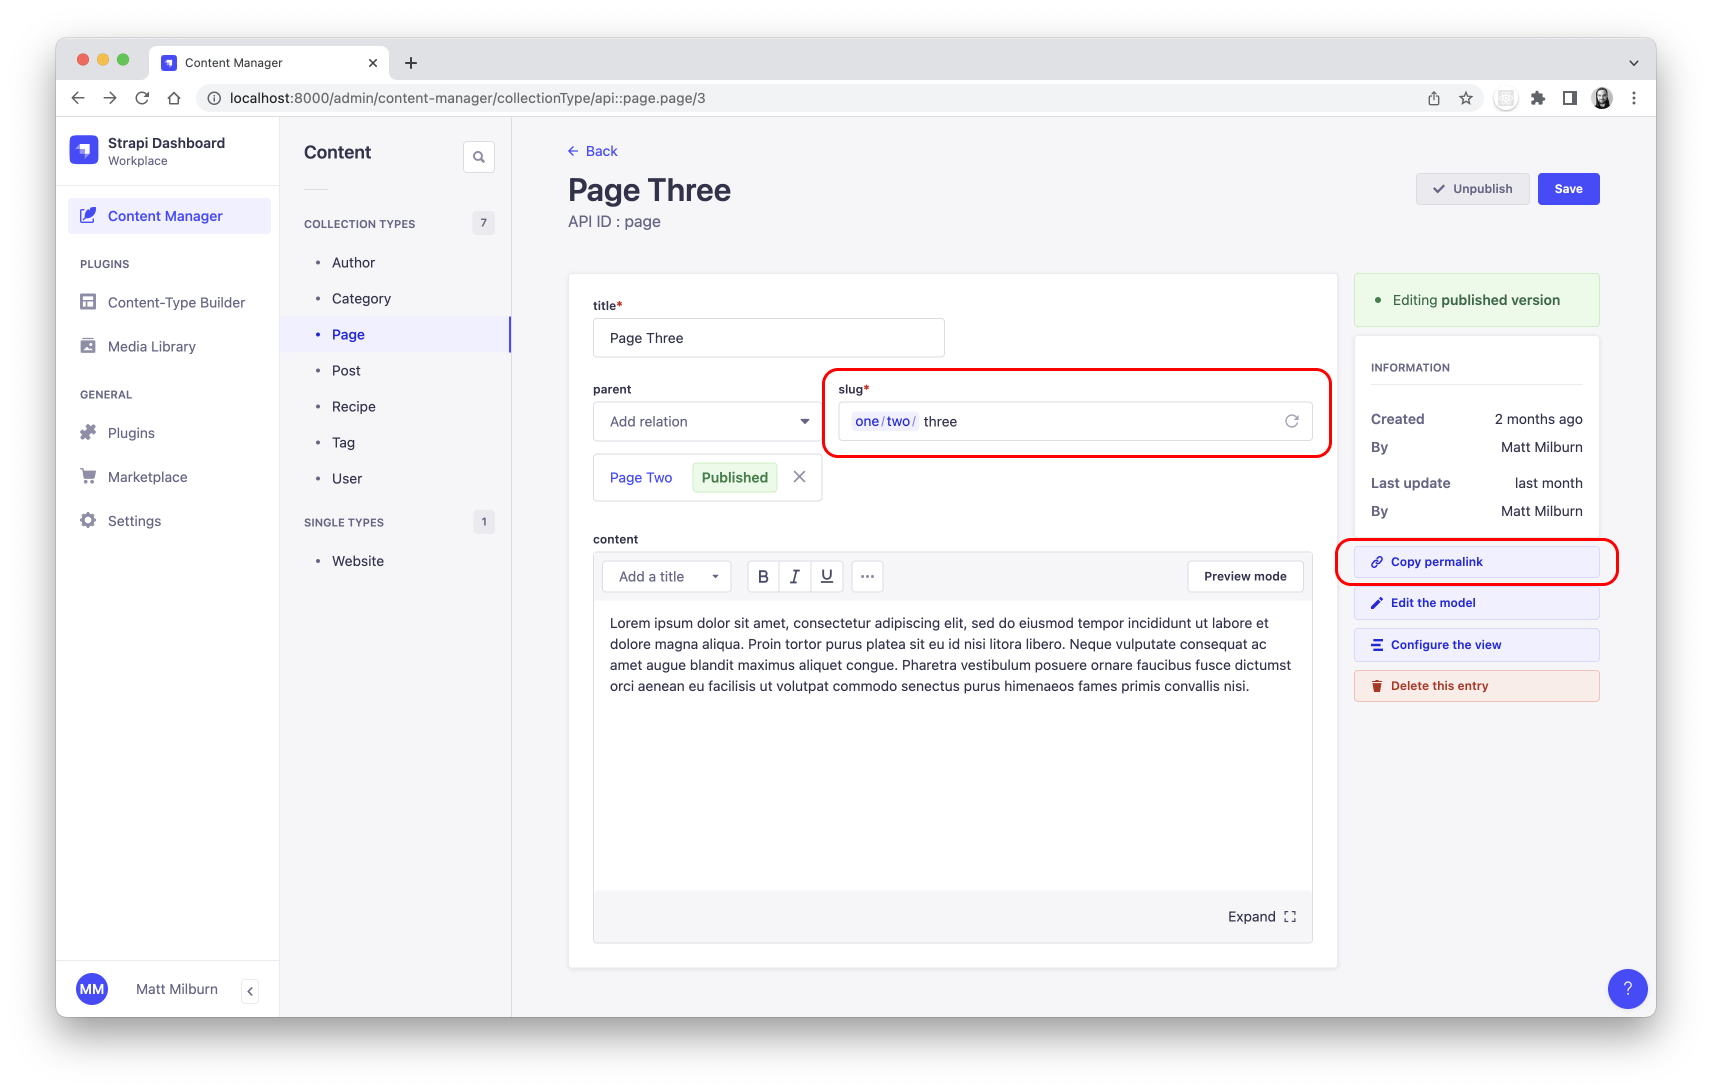 Content Manager
localhost:8000/admin/content-manager/collectionType/api::page.page/3
Strapi Dashboard
Workplace
Content Manager
PLUGINS
Content-Type Builder
Media Library
GENERAL
Plugins
Marketplace
Settings
MM Matt Milburn
Content
COLLECTION TYPES 7
Author
Category
Page
Post
Recipe
Tag
User
SINGLE TYPES 1
Website
Back
Page Three
API ID : page
Unpublish Save
title*
Page Three
parent
Add relation
Page Two Published
slug*
one/two/ three
content
Add a title B I U Preview mode
Lorem ipsum dolor sit amet, consectetur adipiscing elit, sed do eiusmod tempor incididunt ut labore et
dolore magna aliqua. Proin tortor purus platea sit eu id nisi litora libero. Neque vulputate consequat ac
amet augue blandit maximus aliquet congue. Pharetra vestibulum posuere ornare faucibus fusce dictumst
orci aenean eu facilisis ut volutpat commodo senectus purus himenaeos fames primis convallis nisi.
Expand
Editing published version
INFORMATION
Created 2 months ago
By Matt Milburn
Last update last month
By Matt Milburn
Copy permalink
Edit the model
Configure the view
Delete this entry
?